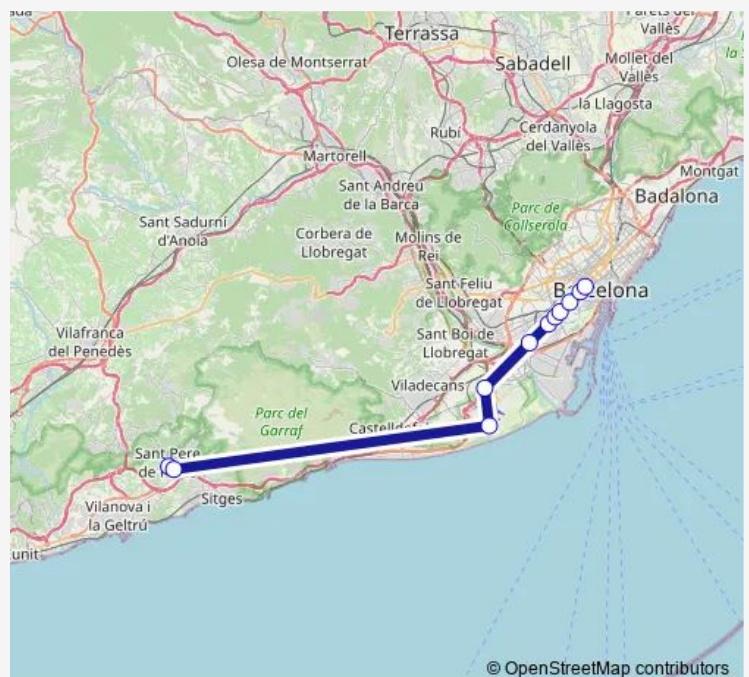 Parets del
Vallès
Terrassa
Olesa de Montserrat
Sabadell
Mollet del
Vallès
la Llagosta
Rubí
Cerdanyola
del Vallès
Martorell
Montgat
Sant Andreu
de la Barca
Badalona
Sant Sadurní
d'Anoia
Parc de
Collserola
Corbera de
Llobregat
Molins de
Rei
Sant Feliu
de Llobregat
Barcelona
Vilafranca
del Penedès
Sant Boi de
Llobregat
Viladecans
Parc del
Garraf
Sant Pere
de
Sitges
Vilanova i
la Geltrú
unit
© OpenStreetMap contributors